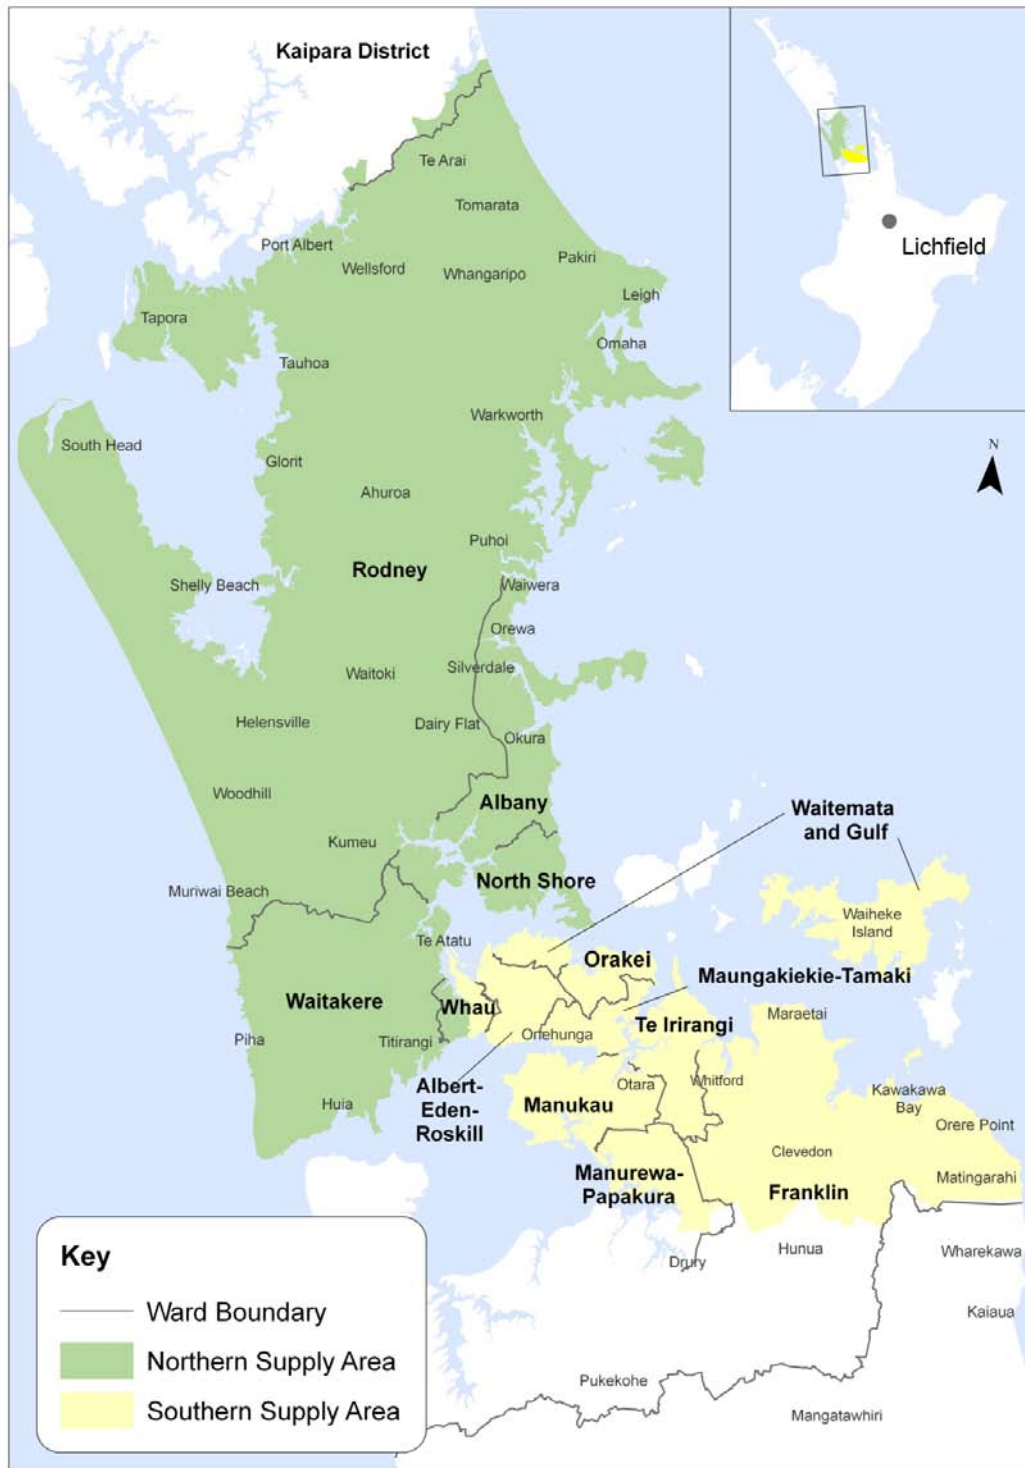 Kaipara District
Te Arai
Tomarata
Port Albert
Wellsford
Whangaripo
Pakiri
Leigh
Tapora
Omaha
Tauhoa
Warkworth
South Head
Glorit
Ahuroa
Puhoi
Rodney
Shelly Beach
Waiwera
Orewa
Waitoki
Silverdale
Helensville
Dairy Flat
Okura
Woodhill
Albany
Kumeu
North Shore
Muriwai Beach
Te Atatu
Waitakere
Whau
Piha
Titirangi
Huia
Lichfield
N
Waitemata
and Gulf
Waiheke
Island
Orakei
Maungakiekie-Tamaki
Te Irirangi
Maraetai
Onehunga
Albert-
Eden-
Roskill
Otara
Whitford
Manukau
Kawakawa
Bay
Orere Point
Clevedon
Manurewa-
Papakura
Franklin
Matingarahi
Drury
Hunua
Wharekawa
Kaiaua
Pukekohe
Mangatawhiri
Key
Ward Boundary
Northern Supply Area
Southern Supply Area